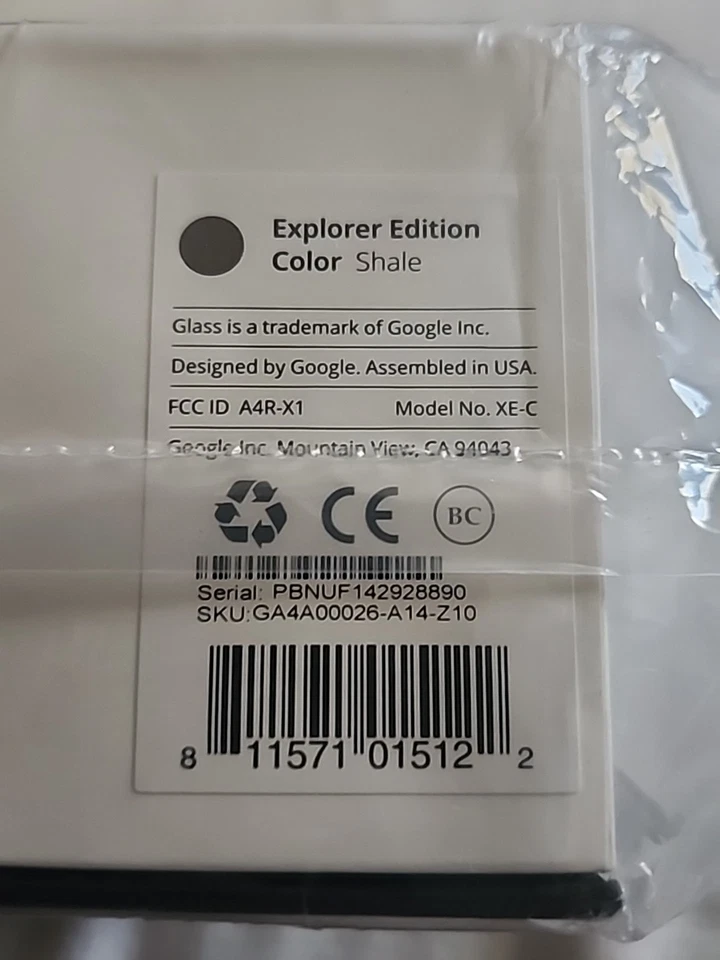 Explorer Edition
Color Shale
Glass is a trademark of Google Inc.
Designed by Google. Assembled in USA.
FCC ID A4R-X1 Model No. XE-C
Google Inc. Mountain View, CA 94043
CE BC
Serial: PBNUF142928890
SKU:GA4A00026-A14-Z10
8 11571 01512 2